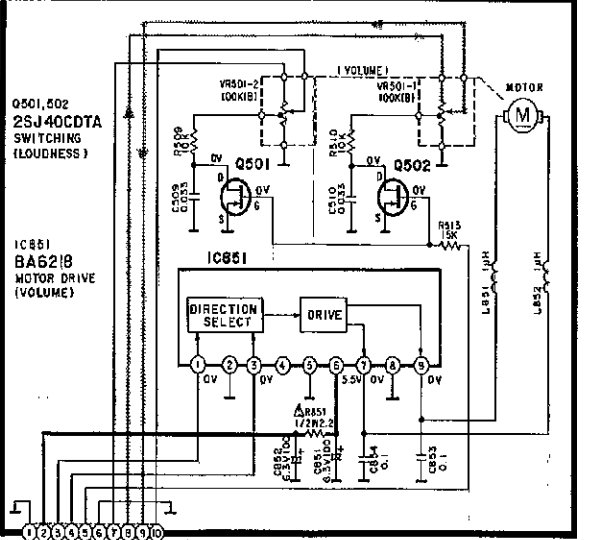 ( VOLUME )
VR501-2
100K(B)
VR501-1
100K(B)
MOTOR
M
Q501,502
2SJ40CDTA
SWITCHING
(LOUDNESS)
R509
10K
R510
10K
0V
Q501
0V
Q502
D
0V
G
S
D
0V
G
S
C509
0.033
C510
0.033
R513
15K
IC851
BA6218
MOTOR DRIVE
(VOLUME)
IC851
DIRECTION
SELECT
DRIVE
L851 1μH
L852 1μH
1 2 3 4 5 6 7 8 9
0V 0V 5.5V 0V 0V
R851
1/2W2.2
C852
6.3V100
C851
6.3V100
C854
0.1
C853
0.1
1 2 3 4 5 6 7 8 9 10